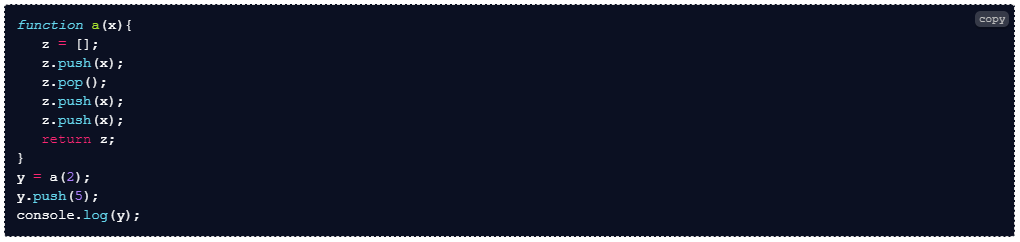 copy
function a(x){
   z = [];
   z.push(x);
   z.pop();
   z.push(x);
   z.push(x);
   return z;
}
y = a(2);
y.push(5);
console.log(y);